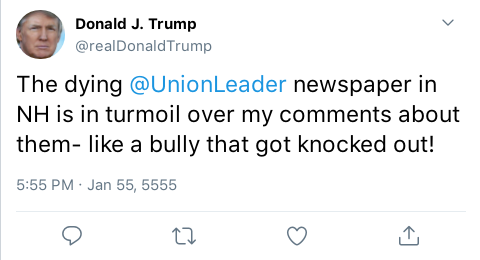 Donald J. Trump
@realDonaldTrump
The dying @UnionLeader newspaper in
NH is in turmoil over my comments about
them- like a bully that got knocked out!
5:55 PM · Jan 55, 5555